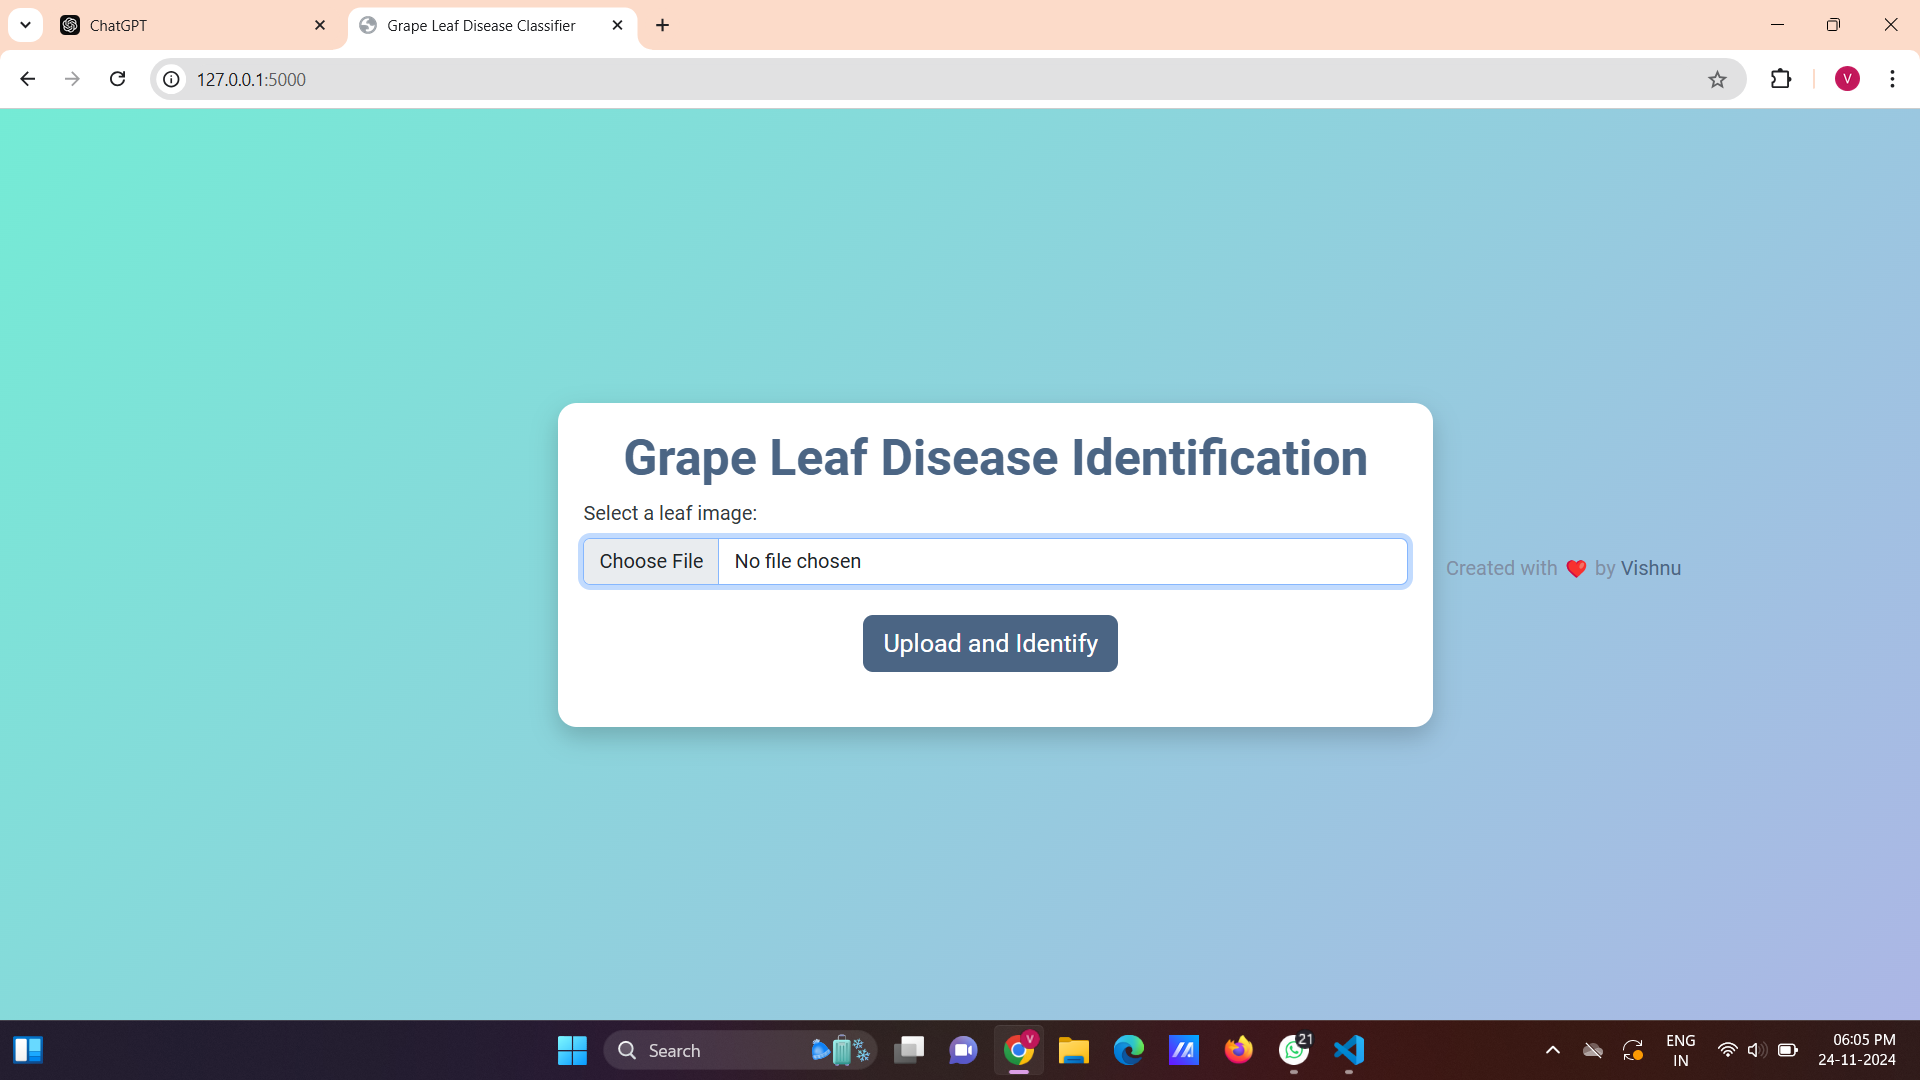 ChatGPT
Grape Leaf Disease Classifier
127.0.0.1:5000
V
Grape Leaf Disease Identification
Select a leaf image:
Choose File No file chosen
Created with ❤️ by Vishnu
Upload and Identify
Search
V
21
ENG
IN
06:05 PM
24-11-2024